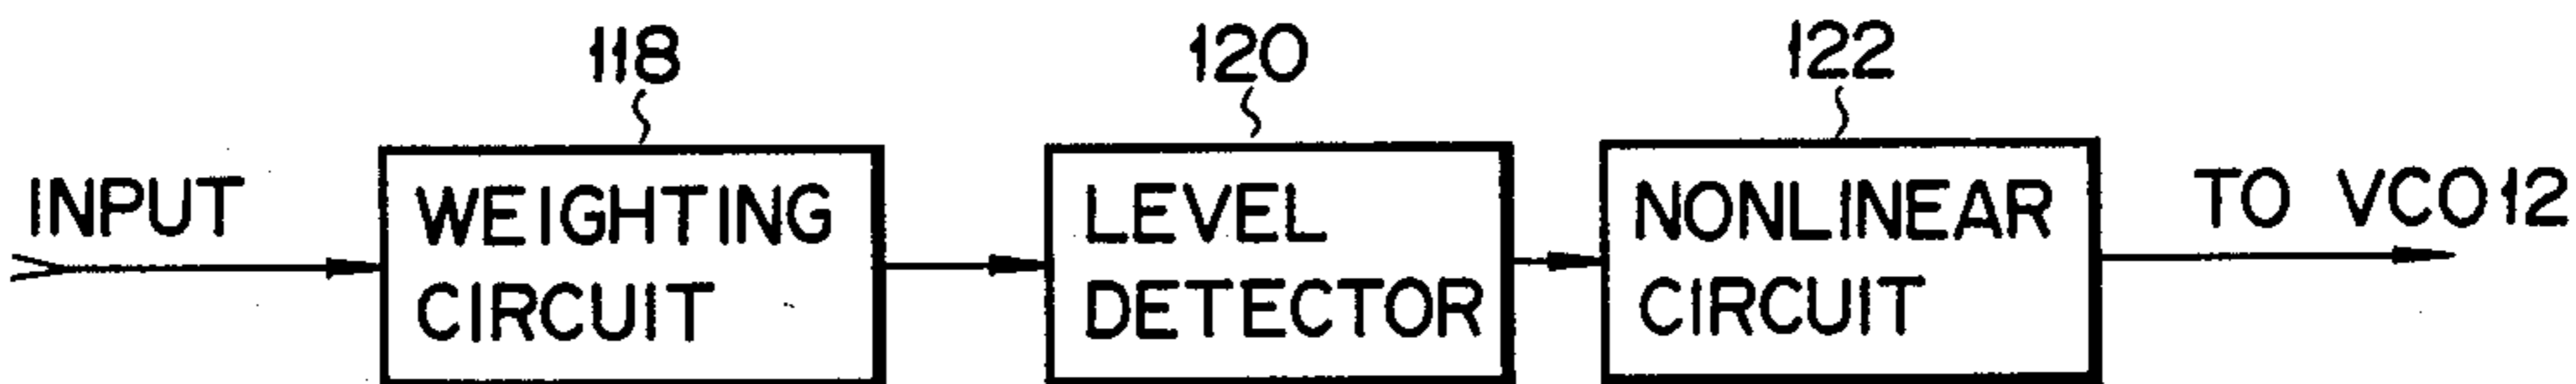 118
120
122
INPUT
WEIGHTING
CIRCUIT
LEVEL
DETECTOR
NONLINEAR
CIRCUIT
TO VCO12